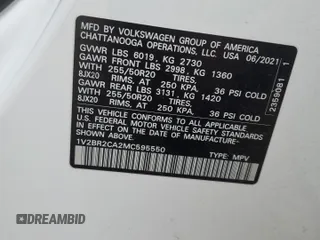 MFD. BY VOLKSWAGEN GROUP OF AMERICA
CHATTANOOGA OPERATIONS, LLC. USA 06/2021
GVWR LBS 6019, KG 2730
GAWR FRONT LBS 2998, KG 1360
WITH 255/50R20 TIRES,
8JX20 RIMS, AT 250 KPA/ 36 PSI COLD
GAWR REAR LBS 3131, KG 1420
WITH 255/50R20 TIRES,
8JX20 RIMS, AT 250 KPA/ 36 PSI COLD
THIS VEHICLE CONFORMS TO ALL APPLICABLE
U.S. FEDERAL MOTOR VEHICLE SAFETY STANDARDS
IN EFFECT ON THE DATE OF MANUFACTURE SHOWN ABOVE.
1V2BR2CA2MC595550 TYPE: MPV
2359081 1
© DREAMBID